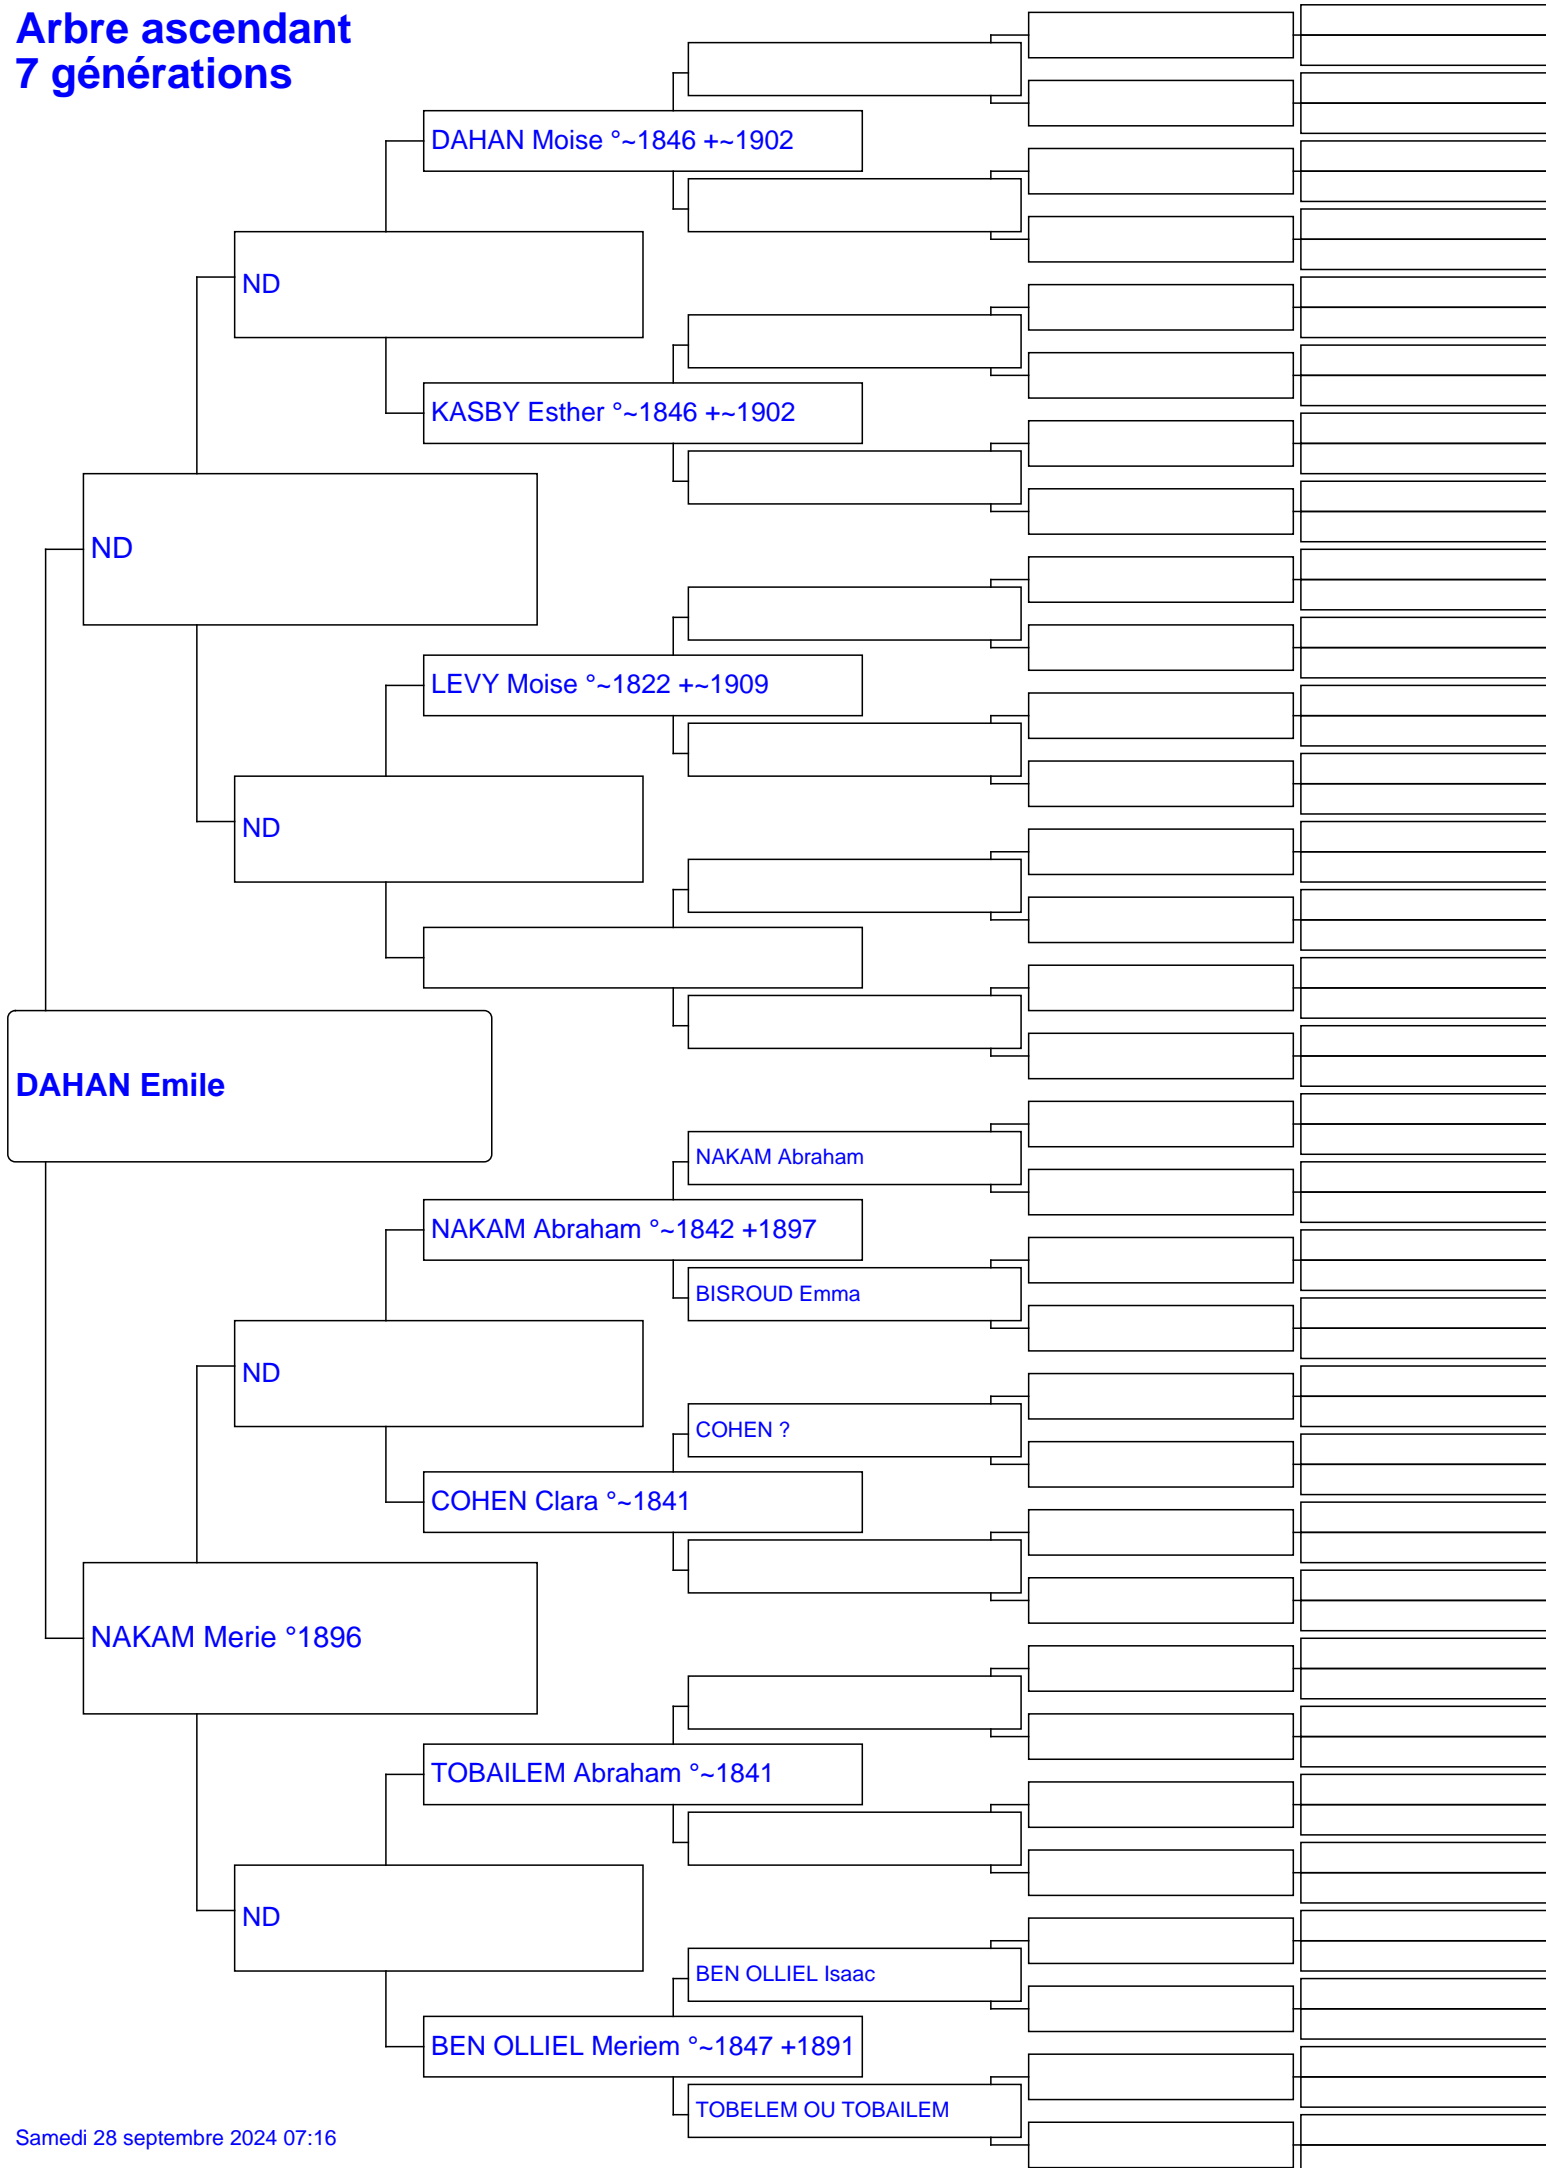 Arbre ascendant
7 générations
DAHAN Moise °~1846 +~1902
ND
KASBY Esther °~1846 +~1902
ND
LEVY Moise °~1822 +~1909
ND
DAHAN Emile
NAKAM Abraham
NAKAM Abraham °~1842 +1897
BISROUD Emma
ND
COHEN ?
COHEN Clara °~1841
NAKAM Merie °1896
TOBAILEM Abraham °~1841
ND
BEN OLLIEL Isaac
BEN OLLIEL Meriem °~1847 +1891
TOBELEM OU TOBAILEM
Samedi 28 septembre 2024 07:16